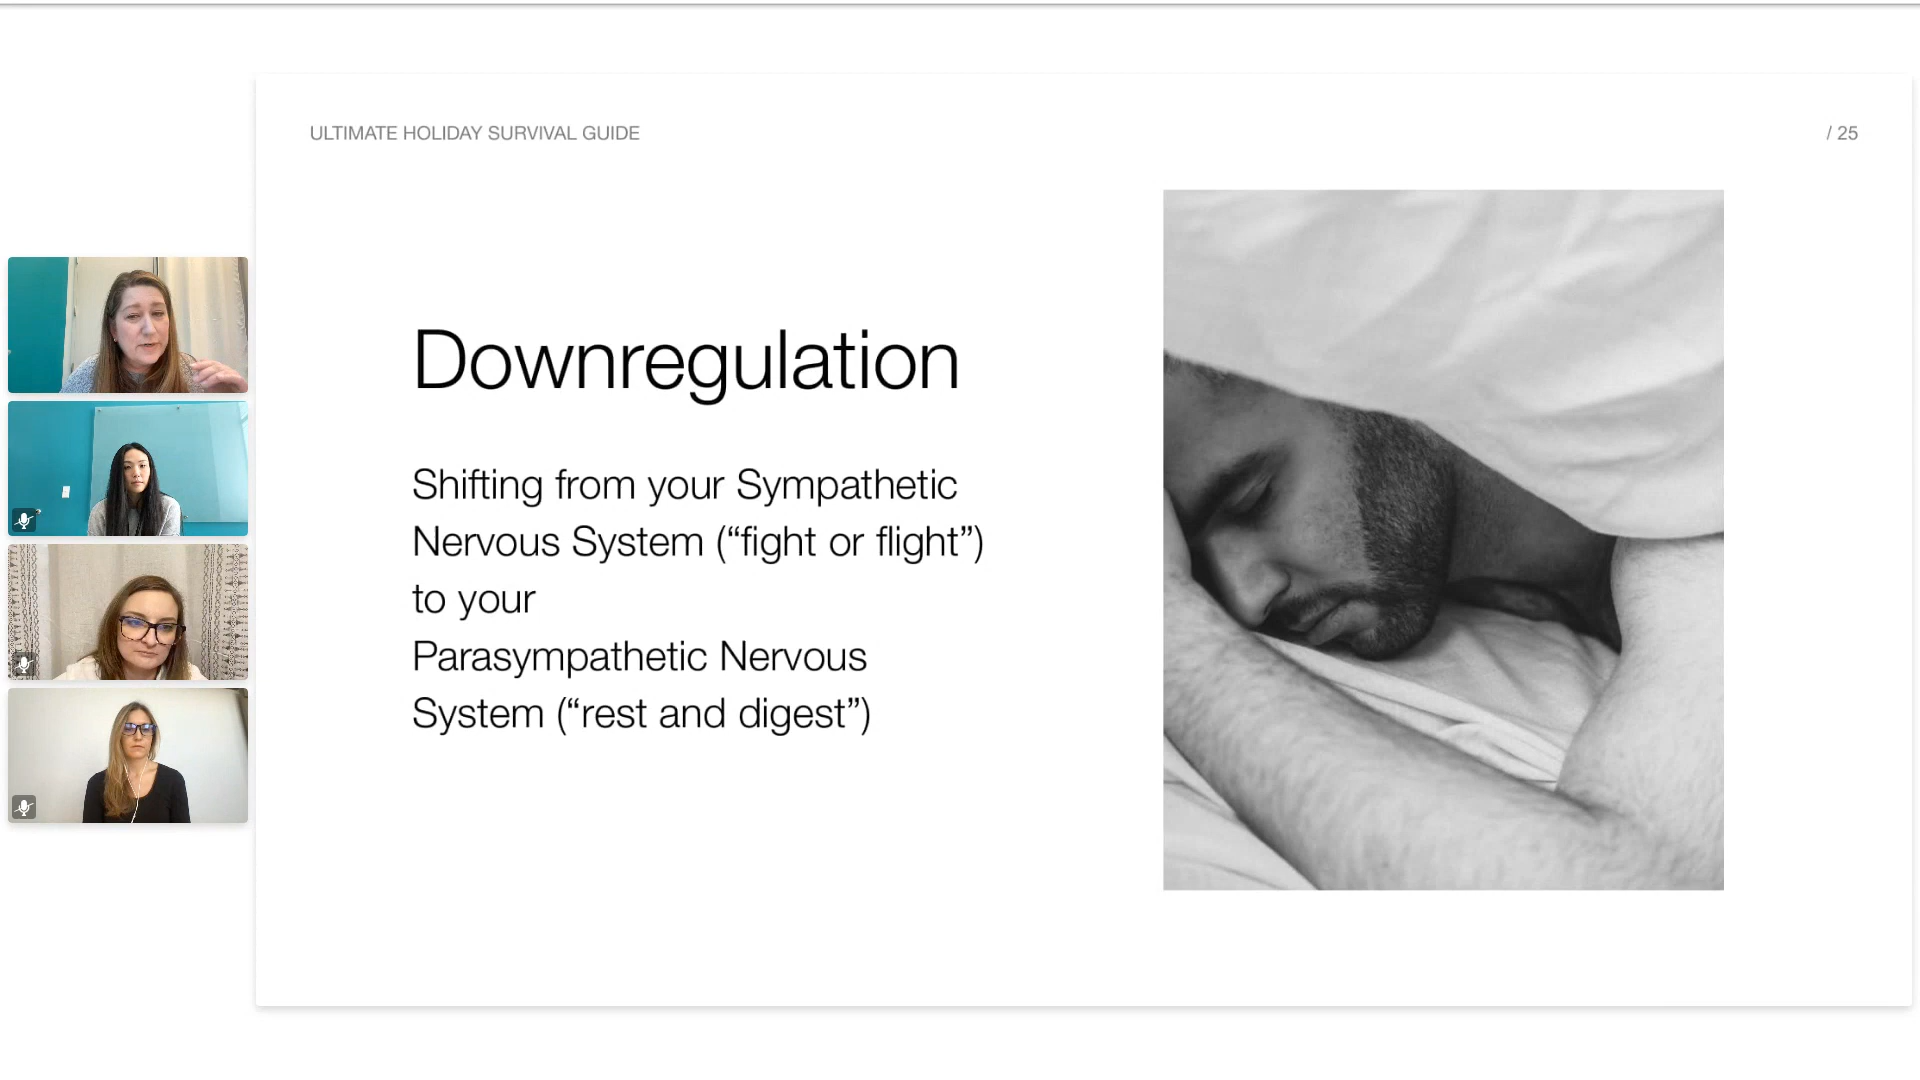 ULTIMATE HOLIDAY SURVIVAL GUIDE
/ 25
Downregulation
Shifting from your Sympathetic
Nervous System (“fight or flight”)
to your
Parasympathetic Nervous
System (“rest and digest”)